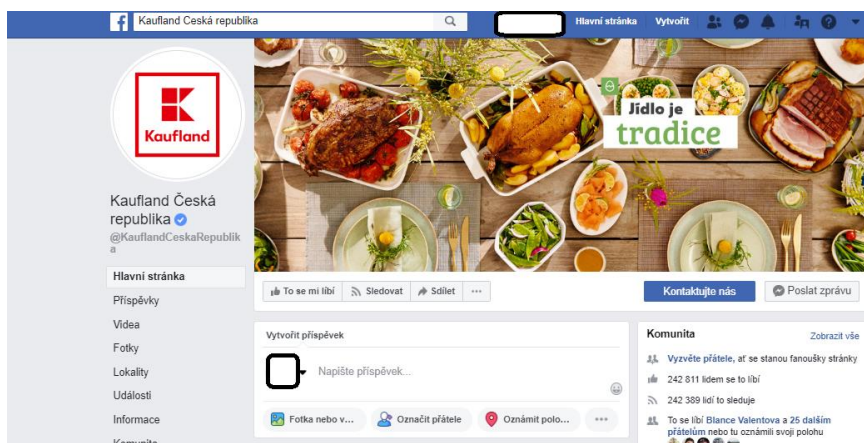 Kaufland Česká republika
Hlavní stránka
Vytvořit
Kaufland
Jídlo je
tradice
Kaufland Česká
republika
@KauflandCeskaRepublik
a
Hlavní stránka
Příspěvky
Videa
Fotky
Lokality
Události
Informace
Komunita
To se mi líbí
Sledovat
Sdílet
Kontaktujte nás
Poslat zprávu
Vytvořit příspěvek
Napište příspěvek...
Fotka nebo v...
Označit přátele
Oznámit polo...
Komunita
Zobrazit vše
Vyzvěte přátele, ať se stanou fanoušky stránky
242 811 lidem se to líbí
242 389 lidí to sleduje
To se líbí Blance Valentova a 25 dalším
přátelům nebo tu oznámili svoji polohu